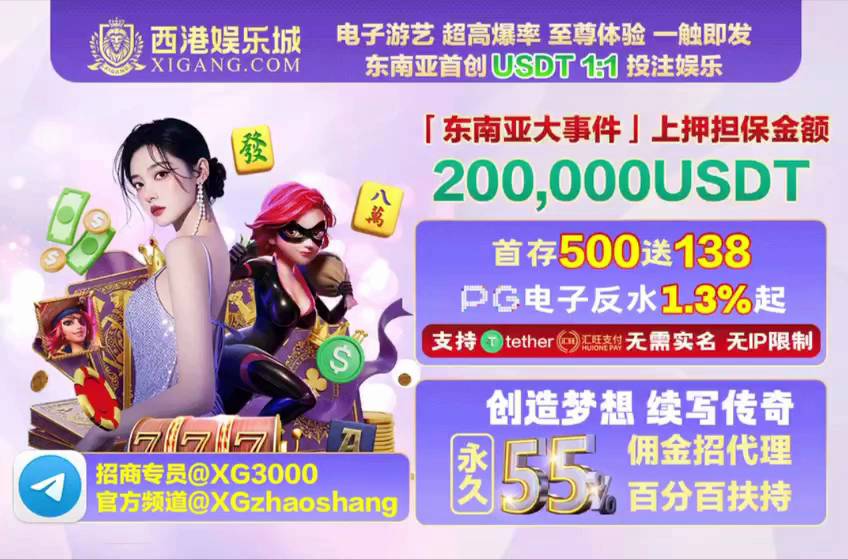 西港娱乐城
XIGANG.COM
电子游艺 超高爆率 至尊体验 一触即发
东南亚首创 USDT 1:1 投注娱乐
「东南亚大事件」上押担保金额
200,000USDT
首存500送138
PG电子反水1.3%起
支持 tether 汇旺支付 HUIONE PAY 无需实名 无IP限制
创造梦想 续写传奇
永久 55% 佣金招代理
百分百扶持
發
八萬
777
A
招商专员@XG3000
官方频道@XGzhaoshang